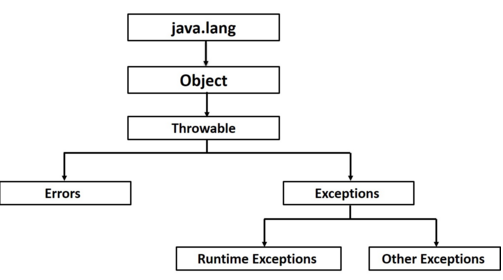 java.lang
Object
Throwable
Errors
Exceptions
Runtime Exceptions
Other Exceptions